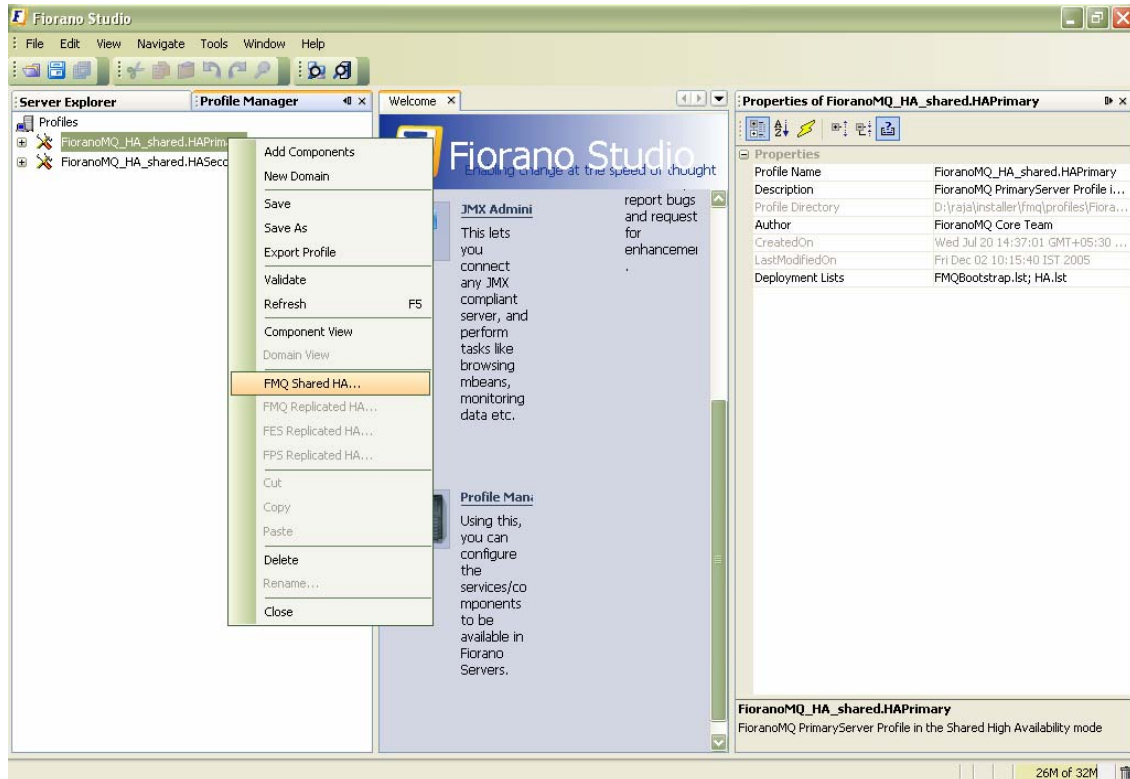 Fiorano Studio
File Edit View Navigate Tools Window Help
Server Explorer
Profile Manager
Profiles
FioranoMQ_HA_shared.HAPrim
FioranoMQ_HA_shared.HASecc
Add Components
New Domain
Save
Save As
Export Profile
Validate
Refresh F5
Component View
Domain View
FMQ Shared HA...
FMQ Replicated HA...
FES Replicated HA...
FPS Replicated HA...
Cut
Copy
Paste
Delete
Rename...
Close
Welcome
Fiorano Studio
Enabling change at the speed of thought
JMX Admini
This lets
you
connect
any JMX
compliant
server, and
perform
tasks like
browsing
mbeans,
monitoring
data etc.
report bugs
and request
for
enhancemei
.
Profile Mana
Using this,
you can
configure
the
services/co
mponents
to be
available in
Fiorano
Servers.
Properties of FioranoMQ_HA_shared.HAPrimary
Properties
Profile Name FioranoMQ_HA_shared.HAPrimary
Description FioranoMQ PrimaryServer Profile i...
Profile Directory D:\raja\installer\fmq\profiles\Fiora...
Author FioranoMQ Core Team
CreatedOn Wed Jul 20 14:37:01 GMT+05:30 ...
LastModifiedOn Fri Dec 02 10:15:40 IST 2005
Deployment Lists FMQBootstrap.lst; HA.lst
FioranoMQ_HA_shared.HAPrimary
FioranoMQ PrimaryServer Profile in the Shared High Availability mode
26M of 32M